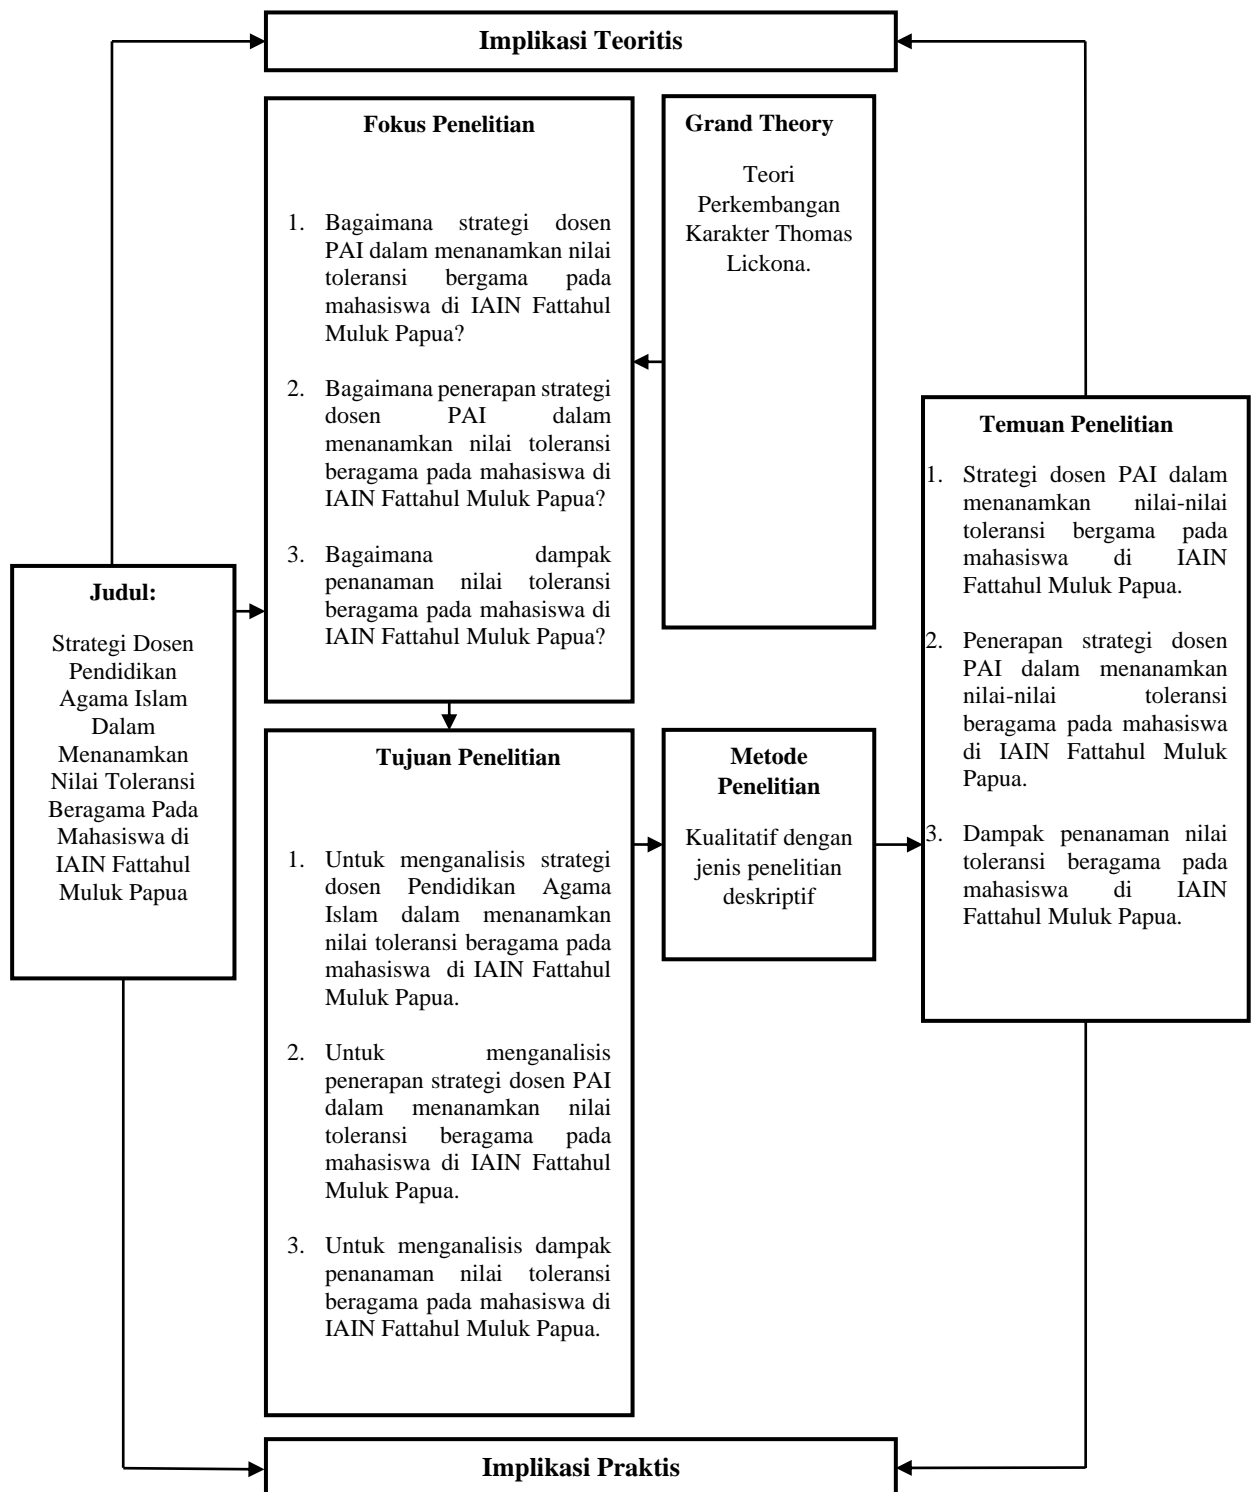 Implikasi Teoritis
Fokus Penelitian
1. Bagaimana strategi dosen
PAI dalam menanamkan nilai
toleransi bergama pada
mahasiswa di IAIN Fattahul
Muluk Papua?
2. Bagaimana penerapan strategi
dosen PAI dalam
menanamkan nilai toleransi
beragama pada mahasiswa di
IAIN Fattahul Muluk Papua?
3. Bagaimana dampak
penanaman nilai toleransi
beragama pada mahasiswa di
IAIN Fattahul Muluk Papua?
Grand Theory
Teori
Perkembangan
Karakter Thomas
Lickona.
Judul:
Strategi Dosen
Pendidikan
Agama Islam
Dalam
Menanamkan
Nilai Toleransi
Beragama Pada
Mahasiswa di
IAIN Fattahul
Muluk Papua
Tujuan Penelitian
1. Untuk menganalisis strategi
dosen Pendidikan Agama
Islam dalam menanamkan
nilai toleransi beragama pada
mahasiswa di IAIN Fattahul
Muluk Papua.
2. Untuk menganalisis
penerapan strategi dosen PAI
dalam menanamkan nilai
toleransi beragama pada
mahasiswa di IAIN Fattahul
Muluk Papua.
3. Untuk menganalisis dampak
penanaman nilai toleransi
beragama pada mahasiswa di
IAIN Fattahul Muluk Papua.
Metode
Penelitian
Kualitatif dengan
jenis penelitian
deskriptif
Temuan Penelitian
1. Strategi dosen PAI dalam
menanamkan nilai-nilai
toleransi bergama pada
mahasiswa di IAIN
Fattahul Muluk Papua.
2. Penerapan strategi dosen
PAI dalam menanamkan
nilai-nilai toleransi
beragama pada mahasiswa
di IAIN Fattahul Muluk
Papua.
3. Dampak penanaman nilai
toleransi beragama pada
mahasiswa di IAIN
Fattahul Muluk Papua.
Implikasi Praktis